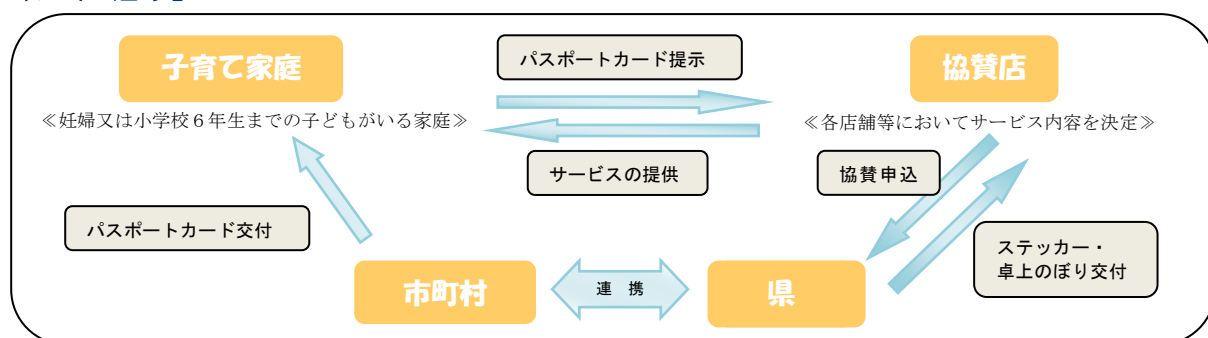 子育て家庭
パスポートカード提示
協賛店
≪妊婦又は小学校６年生までの子どもがいる家庭≫
≪各店舗等においてサービス内容を決定≫
サービスの提供
協賛申込
パスポートカード交付
ステッカー・
卓上のぼり交付
市町村
連 携
県